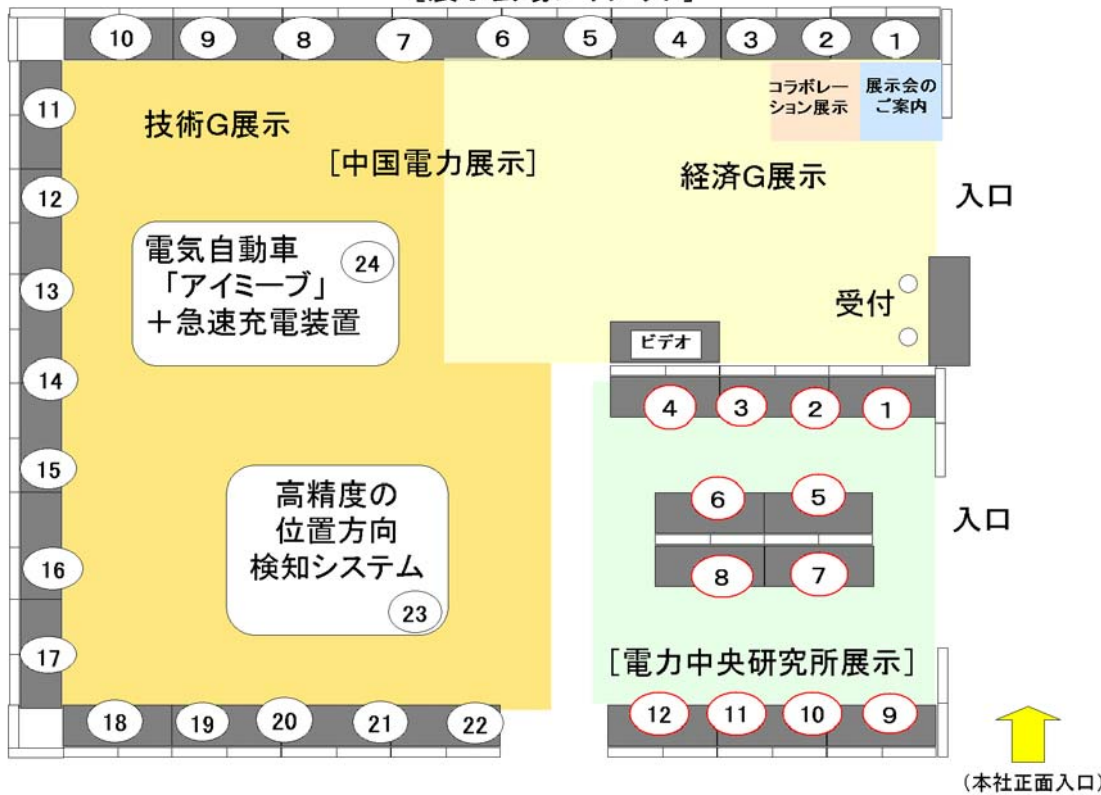 10 9 8 7 6 5 4 3 2 1
コラボレー
ション展示
展示会の
ご案内
11
技術G展示
[中国電力展示]
経済G展示
入口
12
電気自動車
「アイミーブ」
+急速充電装置
24
13
受付
ビデオ
14
4 3 2 1
15
高精度の
位置方向
検知システム
23
6 5
入口
16
8 7
17
[電力中央研究所展示]
18 19 20 21 22
12 11 10 9
(本社正面入口)